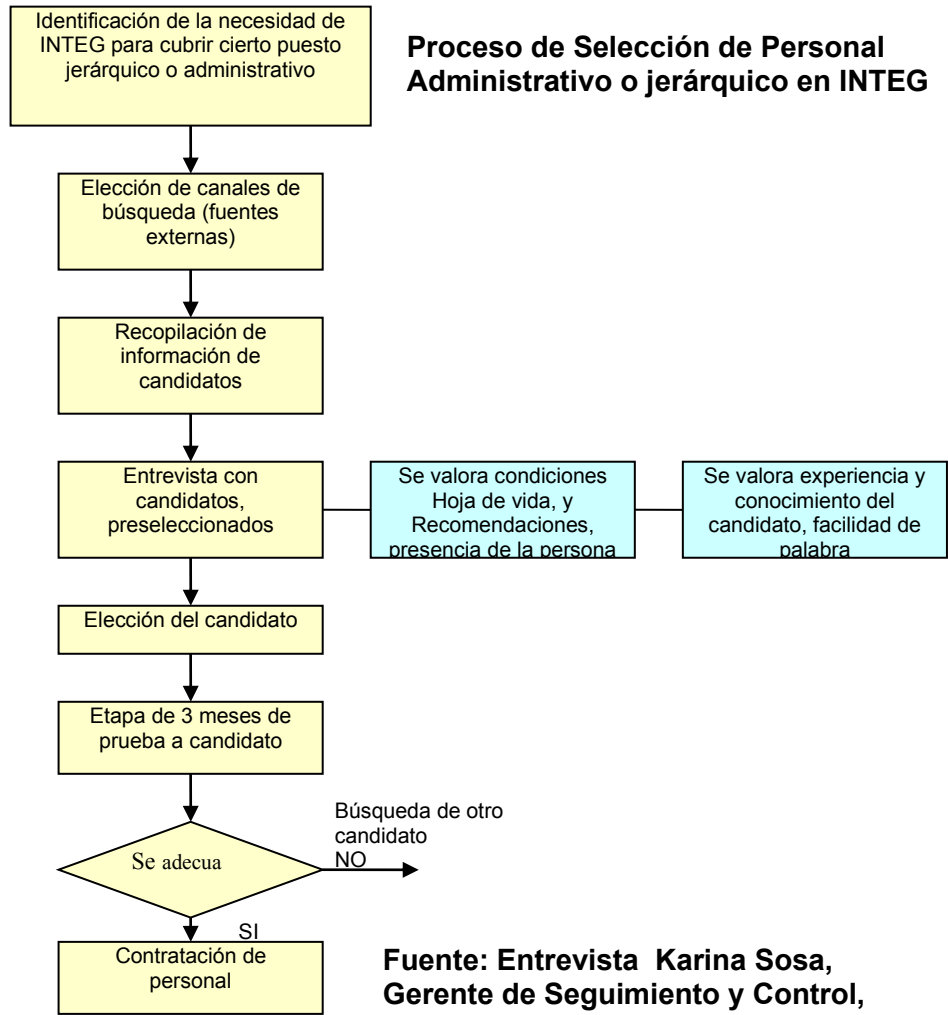 Identificación de la necesidad de
INTEG para cubrir cierto puesto
jerárquico o administrativo
Proceso de Selección de Personal
Administrativo o jerárquico en INTEG
Elección de canales de
búsqueda (fuentes
externas)
Recopilación de
información de
candidatos
Entrevista con
candidatos,
preseleccionados
Se valora condiciones
Hoja de vida, y
Recomendaciones,
presencia de la persona
Se valora experiencia y
conocimiento del
candidato, facilidad de
palabra
Elección del candidato
Etapa de 3 meses de
prueba a candidato
Búsqueda de otro
candidato
NO
Se adecua
SI
Contratación de
personal
Fuente: Entrevista Karina Sosa,
Gerente de Seguimiento y Control,